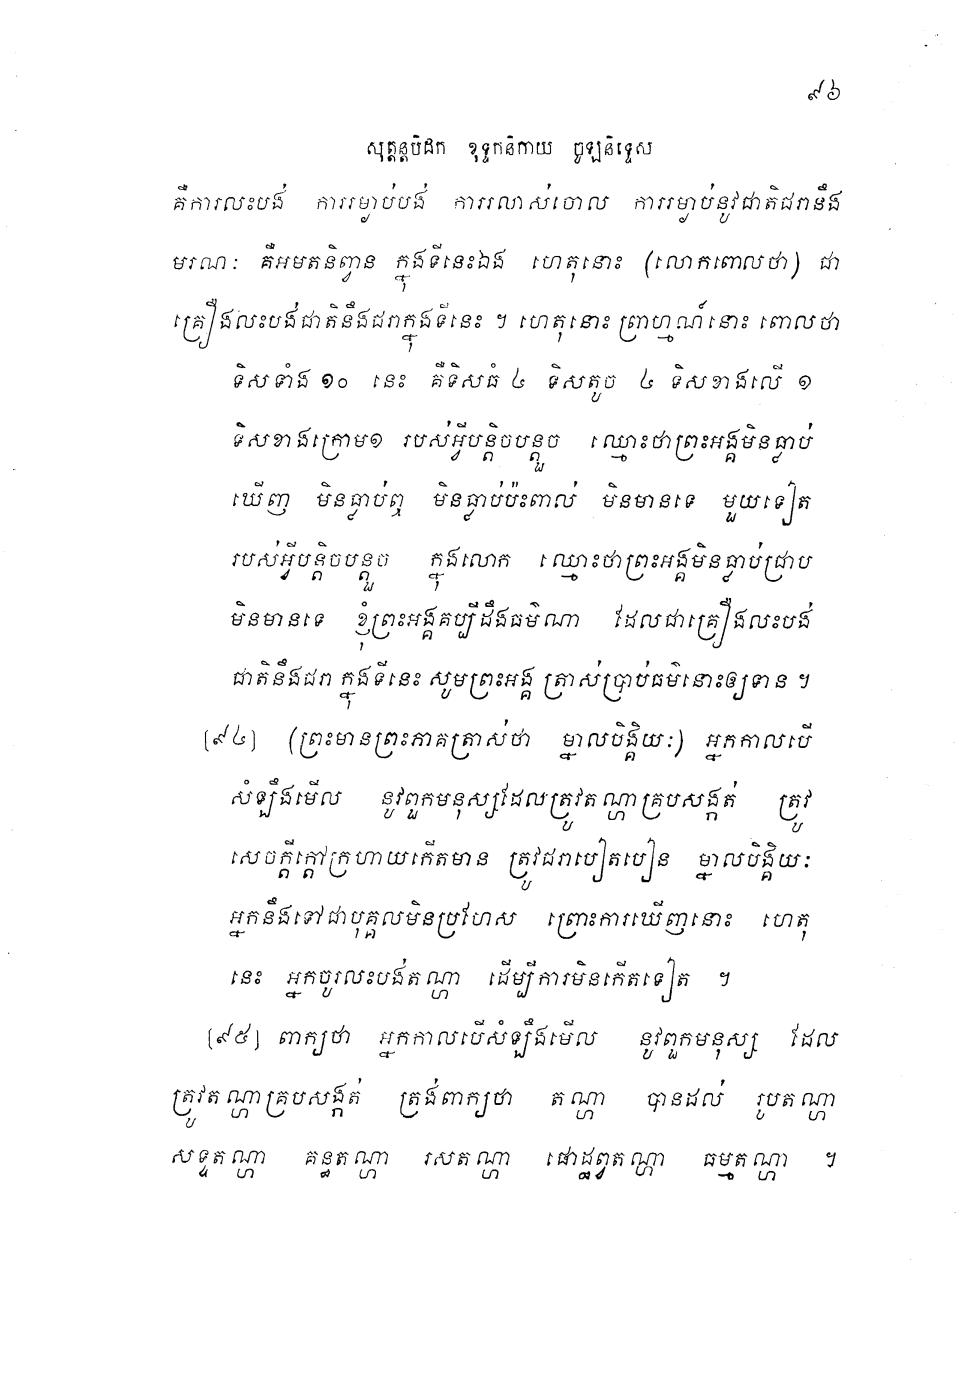 ៩៦
សុត្តន្តបិដក ខុទ្ទកនិកាយ ចូឡនិទ្ទេស
គឺការលះបង់ ការរម្ងាប់បង់ ការរលាស់ចោល ការរម្ងាប់នូវជាតិជរានឹង
មរណៈ គឺអមតនិព្វាន ក្នុងទីនេះឯង ហេតុនោះ (លោកពោលថា) ជា
គ្រឿងលះបង់ជាតិនឹងជរាក្នុងទីនេះ ។ ហេតុនោះ ព្រាហ្មណ៍នោះ ពោលថា
ទិសទាំង ១០ នេះ គឺទិសធំ ៤ ទិសតូច ៤ ទិសខាងលើ ១
ទិសខាងក្រោម១ របស់អ្វីបន្តិចបន្តួច ឈ្មោះថាព្រះអង្គមិនធ្លាប់
ឃើញ មិនធ្លាប់ឮ មិនធ្លាប់ប៉ះពាល់ មិនមានទេ មួយទៀត
របស់អ្វីបន្តិចបន្តួច ក្នុងលោក ឈ្មោះថាព្រះអង្គមិនធ្លាប់ជ្រាប
មិនមានទេ ខ្ញុំព្រះអង្គគប្បីដឹងធម៌ណា ដែលជាគ្រឿងលះបង់
ជាតិនឹងជរា ក្នុងទីនេះ សូមព្រះអង្គ ត្រាស់ប្រាប់ធម៌នោះឲ្យទាន ។
[៩៤] (ព្រះមានព្រះភាគត្រាស់ថា ម្នាលបិង្គិយៈ) អ្នកកាលបើ
សំឡឹងមើល នូវពួកមនុស្សដែលត្រូវតណ្ហាគ្របសង្កត់ ត្រូវ
សេចក្តីក្តៅក្រហាយកើតមាន ត្រូវជរាបៀតបៀន ម្នាលបិង្គិយៈ
អ្នកនឹងទៅជាបុគ្គលមិនប្រហែស ព្រោះការឃើញនោះ ហេតុ
នេះ អ្នកចូរលះបង់តណ្ហា ដើម្បីការមិនកើតទៀត ។
[៩៥] ពាក្យថា អ្នកកាលបើសំឡឹងមើល នូវពួកមនុស្ស ដែល
ត្រូវតណ្ហាគ្របសង្កត់ ត្រង់ពាក្យថា តណ្ហា បានដល់ រូបតណ្ហា
សទ្ទតណ្ហា គន្ធតណ្ហា រសតណ្ហា ផោដ្ឋព្វតណ្ហា ធម្មតណ្ហា ។